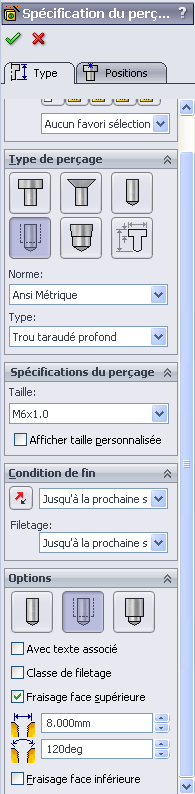 Spécification du perç... ?
Type
Positions
Aucun favori sélection
Type de perçage
Norme:
Ansi Métrique
Type:
Trou taraudé profond
Spécifications du perçage
Taille:
M6x1.0
Afficher taille personnalisée
Condition de fin
Jusqu'à la prochaine s
Filetage:
Jusqu'à la prochaine s
Options
Avec texte associé
Classe de filetage
Fraisage face supérieure
8.000mm
120deg
Fraisage face inférieure